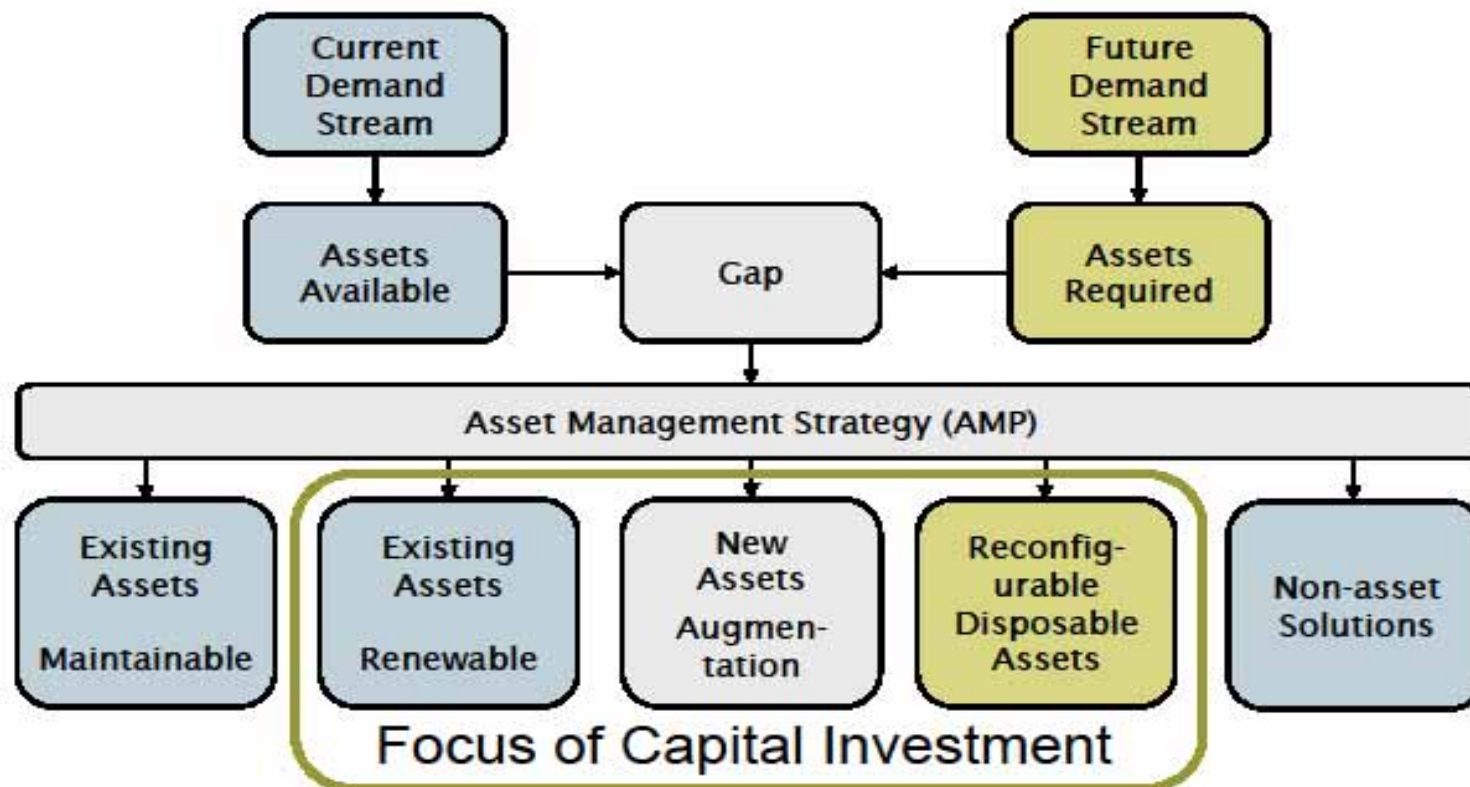 Current
Demand
Stream
Future
Demand
Stream
Assets
Available
Gap
Assets
Required
Asset Management Strategy (AMP)
Existing
Assets
Maintainable
Existing
Assets
Renewable
New
Assets
Augmen-
tation
Reconfig-
urable
Disposable
Assets
Non-asset
Solutions
Focus of Capital Investment